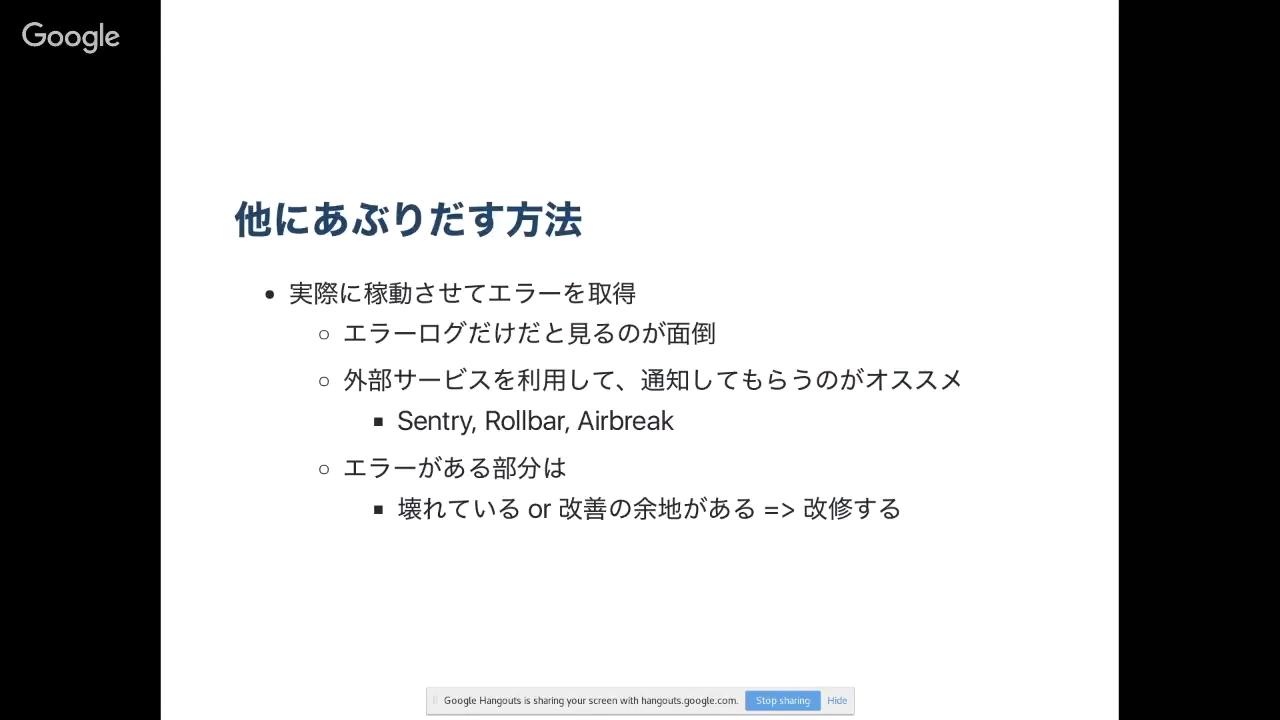 Google
他にあぶりだす方法
実際に稼動させてエラーを取得
エラーログだけだと見るのが面倒
外部サービスを利用して、通知してもらうのがオススメ
Sentry, Rollbar, Airbreak
エラーがある部分は
壊れている or 改善の余地がある => 改修する
Google Hangouts is sharing your screen with hangouts.google.com. Stop sharing Hide